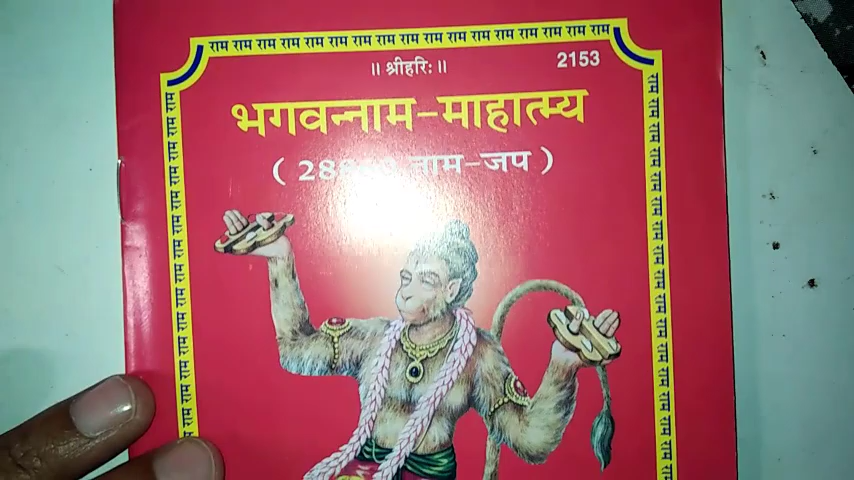 राम राम राम राम राम राम राम राम राम राम राम राम राम राम राम राम राम
॥ श्रीहरिः ॥ 2153
भगवन्नाम-माहात्म्य
( नाम-जप )